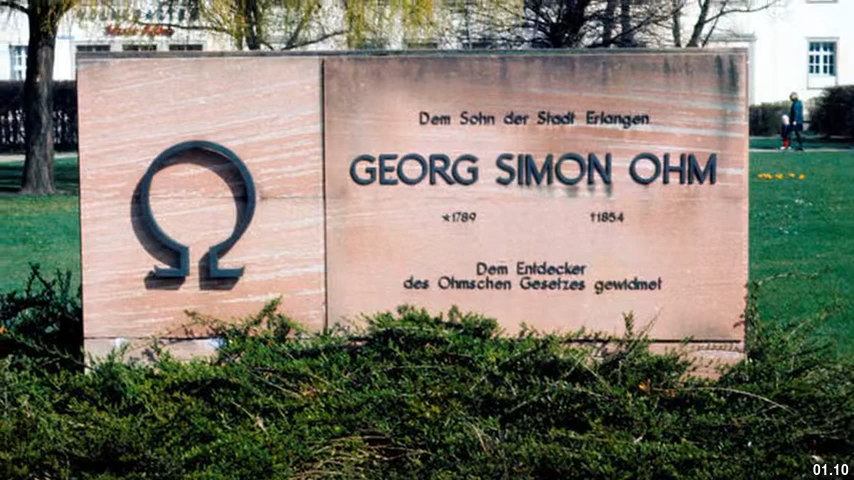 Ω
Dem Sohn der Stadt Erlangen
GEORG SIMON OHM
*1789 †1854
Dem Entdecker
des Ohmschen Gesetzes gewidmet
01.10